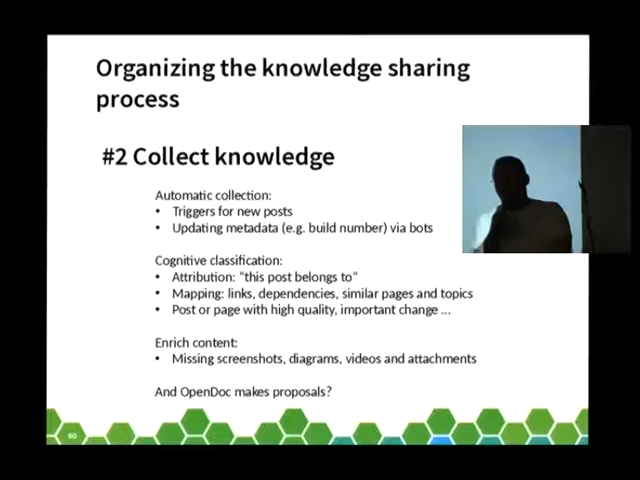 Organizing the knowledge sharing
process
#2 Collect knowledge
Automatic collection:
• Triggers for new posts
• Updating metadata (e.g. build number) via bots
Cognitive classification:
• Attribution: “this post belongs to”
• Mapping: links, dependencies, similar pages and topics
• Post or page with high quality, important change ...
Enrich content:
• Missing screenshots, diagrams, videos and attachments
And OpenDoc makes proposals?
60